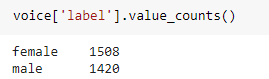 voice['label'].value_counts()
female    1508
male      1420